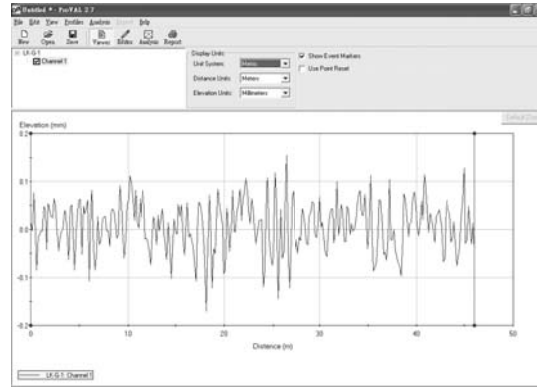 Untitled * - ProVAL 2.7
File Edit View Profiles Analysis Report Help
New Open Save Viewer Editor Analysis Report
LK-G-1
Channel 1
Display Units:
Unit System: Metric
Distance Units: Meters
Elevation Units: Millimeters
Show Event Markers
Use Point Reset
Elevation (mm)
0.2
0.1
0.0
-0.1
-0.2
0 10 20 30 40 50
Distance (m)
LK-G-1: Channel 1